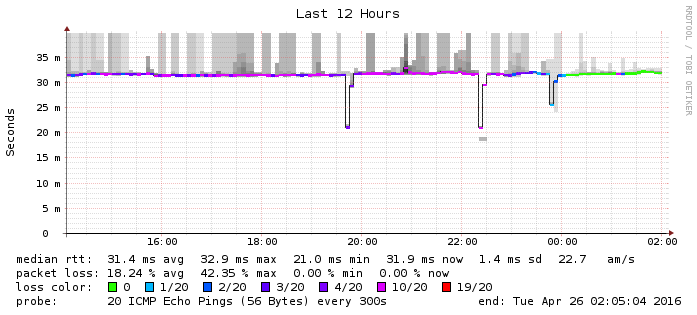 Last 12 Hours
RRDTOOL / TOBI OETIKER
Seconds
35 m
30 m
25 m
20 m
15 m
10 m
5 m
0
16:00 18:00 20:00 22:00 00:00 02:00
median rtt: 31.4 ms avg 32.9 ms max 21.0 ms min 31.9 ms now 1.4 ms sd 22.7 am/s
packet loss: 18.24 % avg 42.35 % max 0.00 % min 0.00 % now
loss color: 0 1/20 2/20 3/20 4/20 10/20 19/20
probe: 20 ICMP Echo Pings (56 Bytes) every 300s end: Tue Apr 26 02:05:04 2016